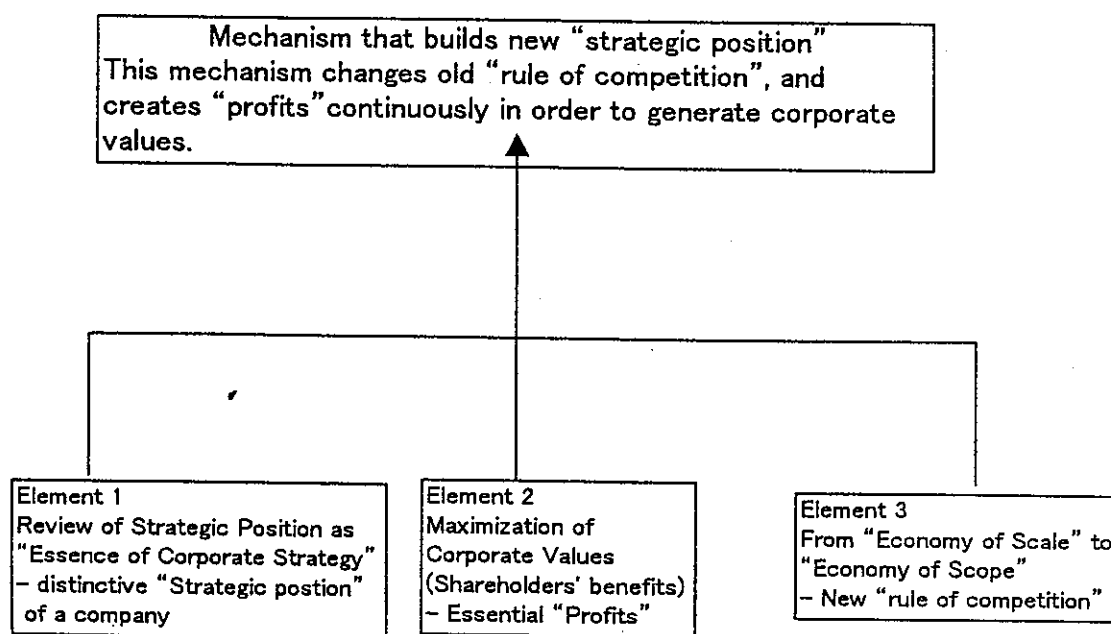 Mechanism that builds new “strategic position”
This mechanism changes old “rule of competition”, and
creates “profits” continuously in order to generate corporate
values.
Element 1
Review of Strategic Position as
“Essence of Corporate Strategy”
– distinctive “Strategic postion”
of a company
Element 2
Maximization of
Corporate Values
(Shareholders’ benefits)
– Essential “Profits”
Element 3
From “Economy of Scale” to
“Economy of Scope”
– New “rule of competition”